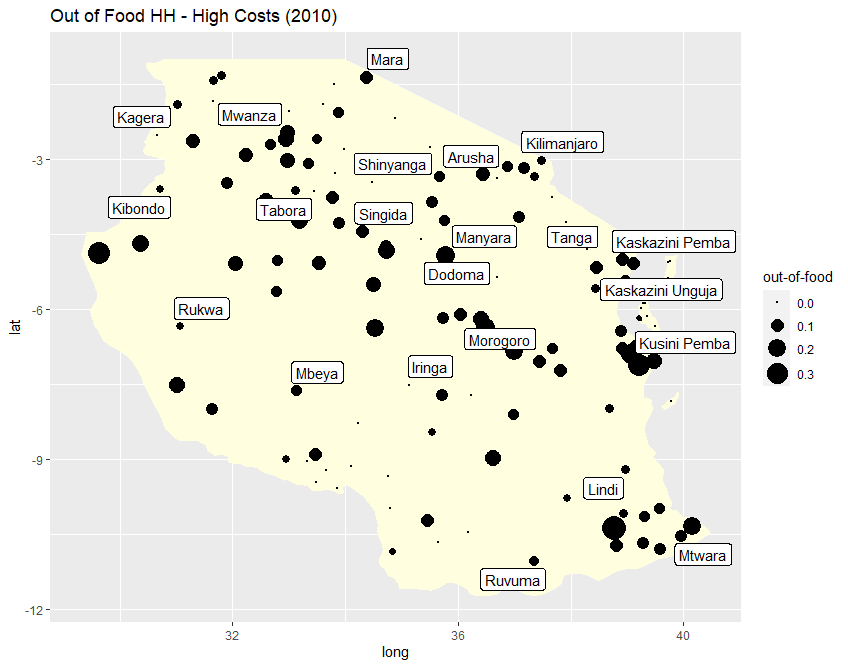 Out of Food HH - High Costs (2010)
Mara
Kagera
Mwanza
Kilimanjaro
-3
Shinyanga
Arusha
Kibondo
Tabora
Singida
Manyara
Tanga
Kaskazini Pemba
Dodoma
out-of-food
Kaskazini Unguja
0.0
-6
Rukwa
lat
0.1
Morogoro
Kusini Pemba
0.2
Iringa
Mbeya
0.3
-9
Lindi
Mtwara
Ruvuma
-12
32
36
40
long